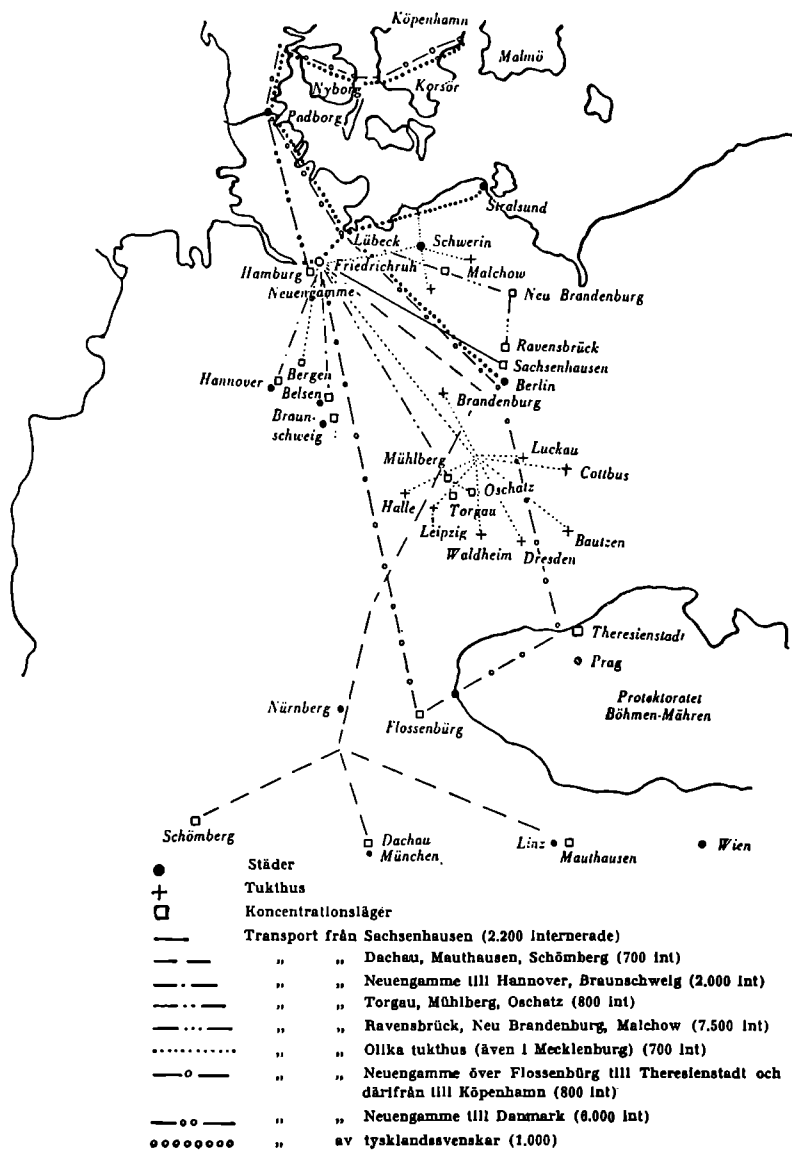 Köpenhamn
Malmö
Nyborg
Korsör
Padborg
Stralsund
Lübeck
Schwerin
Hamburg
Friedrichruh
Malchow
Neuengamme
Neu Brandenburg
Ravensbrück
Sachsenhausen
Hannover
Bergen
Berlin
Belsen
Brandenburg
Braun-
schweig
Luckau
Mühlberg
Cottbus
Oschatz
Halle
Torgau
Leipzig
Bautzen
Waldheim
Dresden
Theresienstadt
Prag
Nürnberg
Flossenbürg
Protektoratet
Böhmen-Mähren
Schömberg
Dachau
München
Linz
Mauthausen
Wien
Städer
Tukthus
Koncentrationsläger
Transport från Sachsenhausen (2.200 internerade)
„ „ Dachau, Mauthausen, Schömberg (700 int)
„ „ Neuengamme till Hannover, Braunschweig (2.000 int)
„ „ Torgau, Mühlberg, Oschatz (800 int)
„ „ Ravensbrück, Neu Brandenburg, Malchow (7.500 int)
„ „ Olika tukthus (även i Mecklenburg) (700 int)
„ „ Neuengamme över Flossenbürg till Theresienstadt och
därifrån till Köpenhamn (800 int)
„ „ Neuengamme till Danmark (6.000 int)
„ av tysklandssvenskar (1.000)